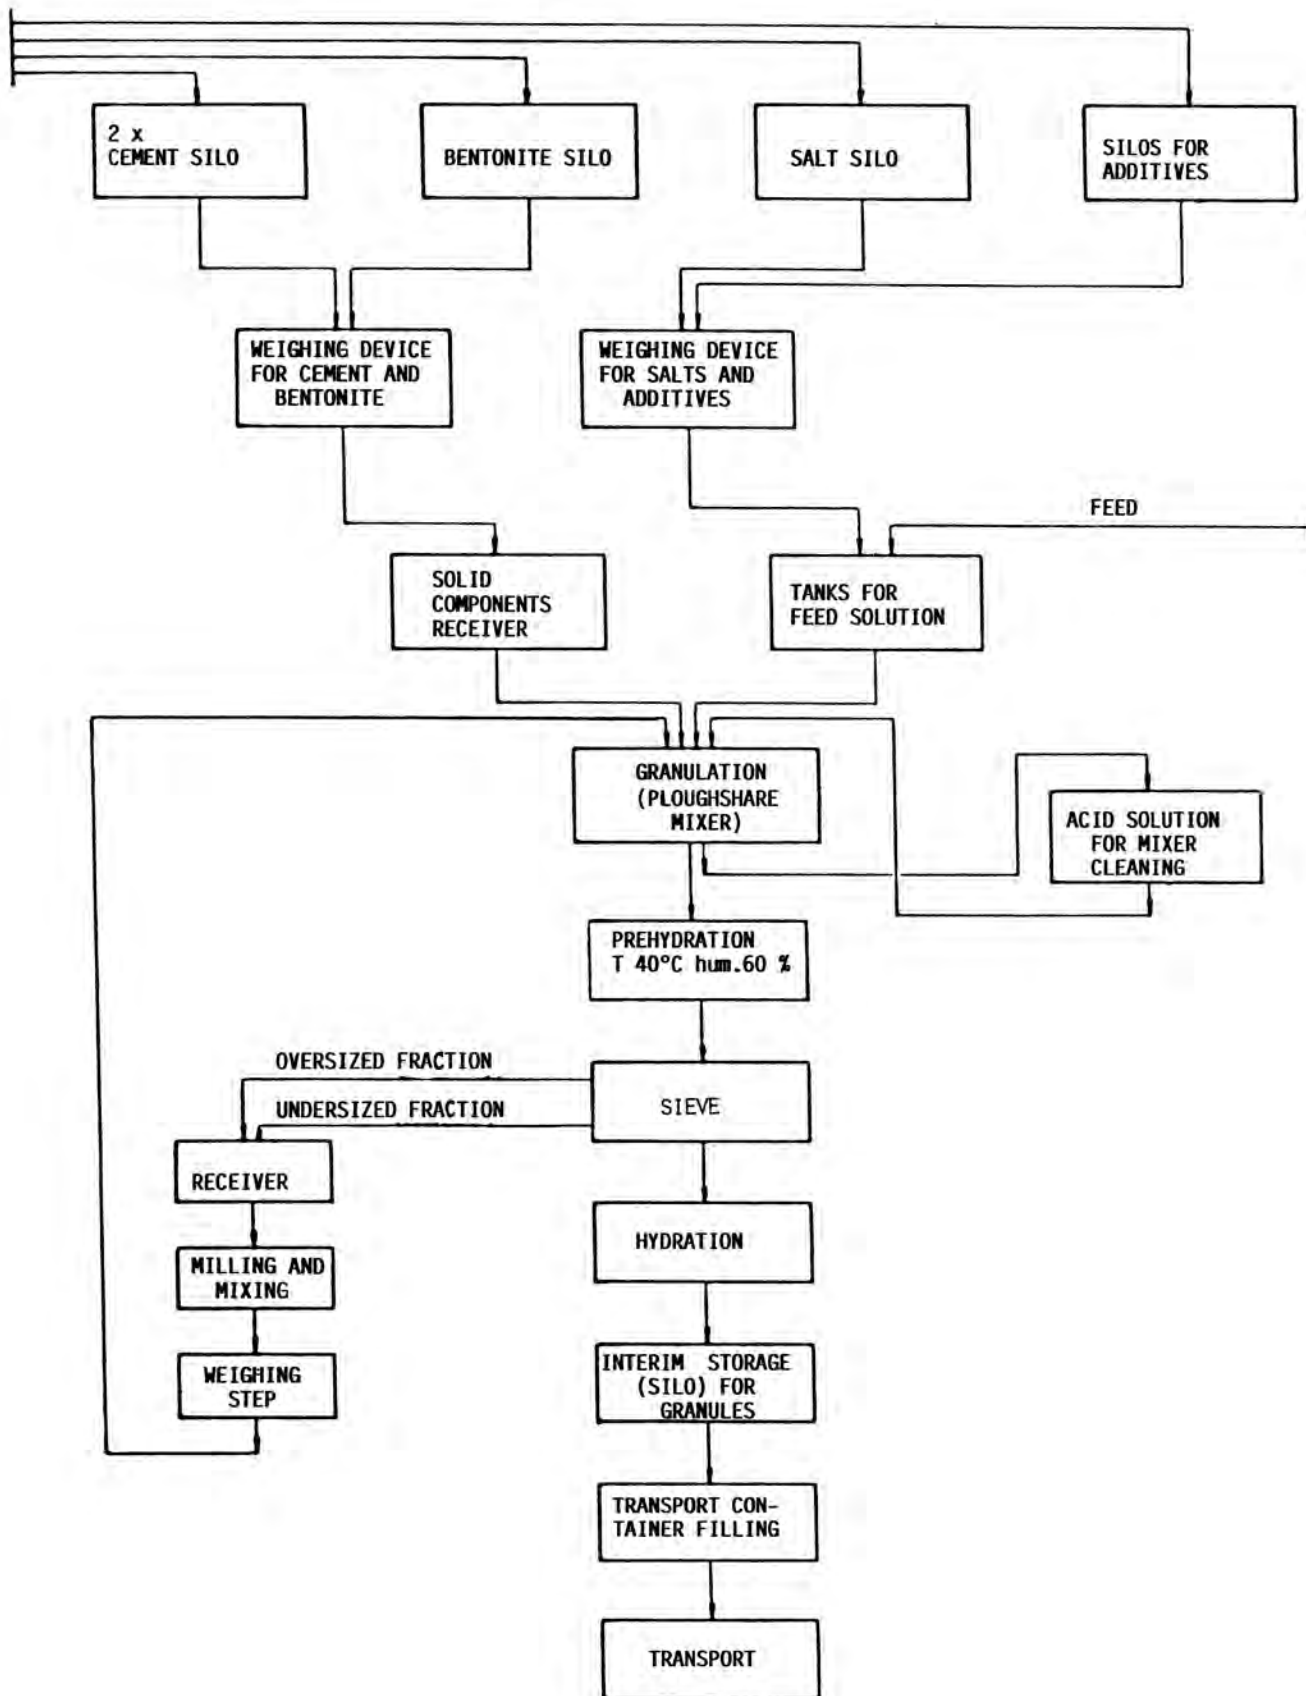 2 x
CEMENT SILO
BENTONITE SILO
SALT SILO
SILOS FOR
ADDITIVES
WEIGHING DEVICE
FOR CEMENT AND
BENTONITE
WEIGHING DEVICE
FOR SALTS AND
ADDITIVES
FEED
SOLID
COMPONENTS
RECEIVER
TANKS FOR
FEED SOLUTION
GRANULATION
(PLOUGHSHARE
MIXER)
ACID SOLUTION
FOR MIXER
CLEANING
PREHYDRATION
T 40°C hum.60 %
OVERSIZED FRACTION
UNDERSIZED FRACTION
SIEVE
RECEIVER
HYDRATION
MILLING AND
MIXING
INTERIM STORAGE
(SILO) FOR
GRANULES
WEIGHING
STEP
TRANSPORT CON-
TAINER FILLING
TRANSPORT